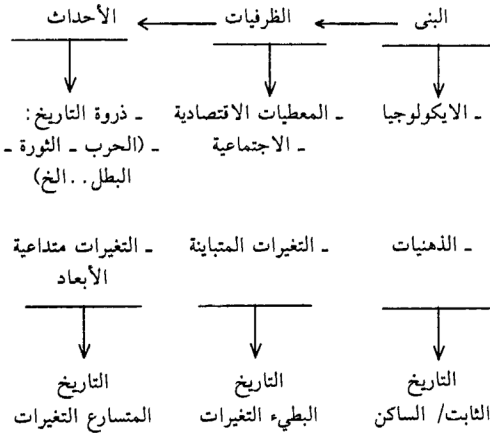 البنى ← الظرفيات ← الأحداث
ـ الايكولوجيا ـ المعطيات الاقتصادية ـ ذروة التاريخ:
ـ الاجتماعية ـ (الحرب ـ الثورة ـ
البطل..الخ)
ـ الذهنيات ـ التغيرات المتباينة ـ التغيرات متداعية
الأبعاد
التاريخ التاريخ التاريخ
الثابت/ الساكن البطيء التغيرات المتسارع التغيرات